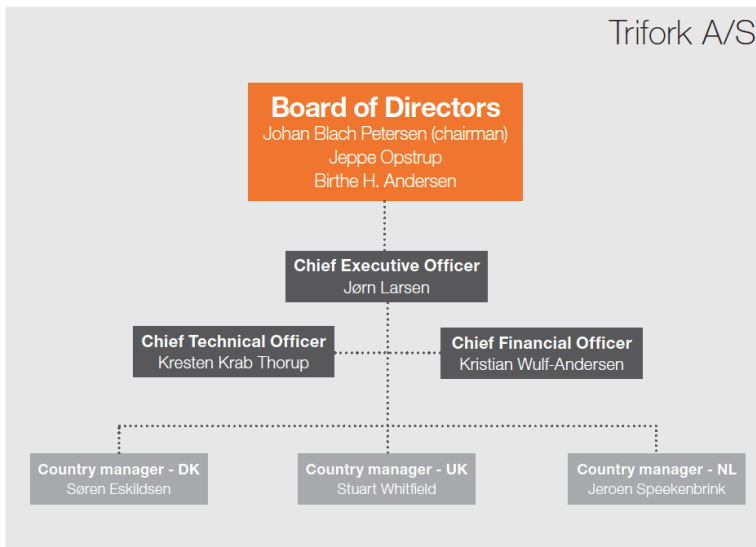 Trifork A/S
Board of Directors
Johan Blach Petersen (chairman)
Jeppe Opstrup
Birthe H. Andersen
Chief Executive Officer
Jørn Larsen
Chief Technical Officer
Kresten Krab Thorup
Chief Financial Officer
Kristian Wulf-Andersen
Country manager - DK
Søren Eskildsen
Country manager - UK
Stuart Whitfield
Country manager - NL
Jeroen Speekenbrink